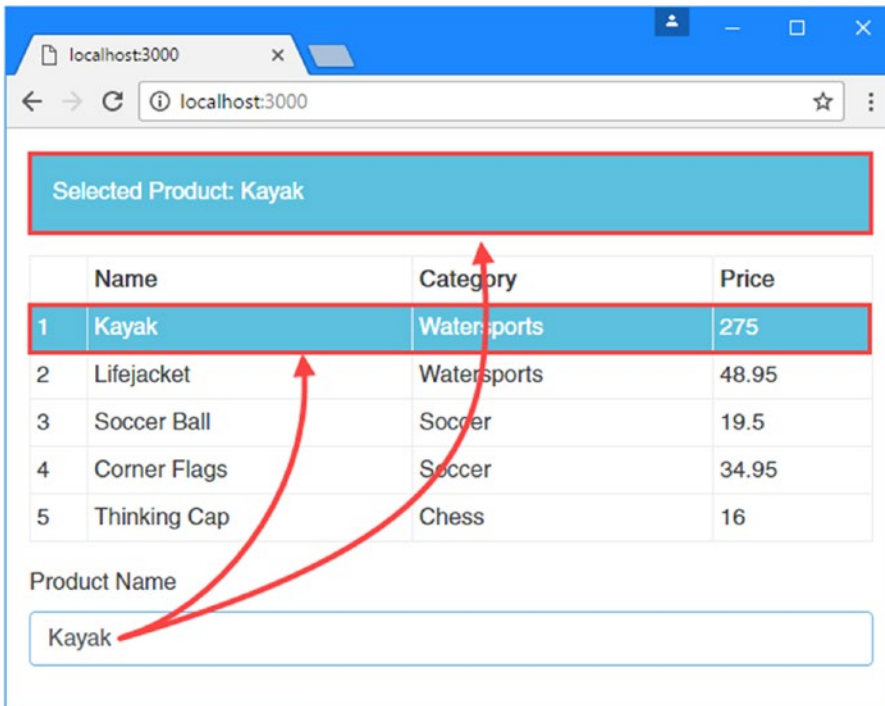 localhost:3000
localhost:3000
Selected Product: Kayak
Name Category Price
1 Kayak Watersports 275
2 Lifejacket Watersports 48.95
3 Soccer Ball Soccer 19.5
4 Corner Flags Soccer 34.95
5 Thinking Cap Chess 16
Product Name
Kayak